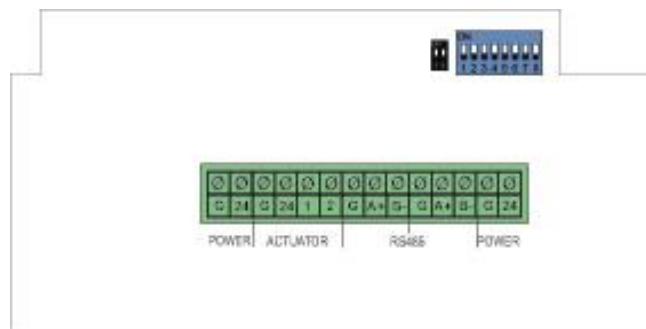 ON
1 2 3 4 5 6 7 8
G 24 G 24 1 2 G A+ B- G A+ B- G 24
POWER ACTUATOR RS485 POWER